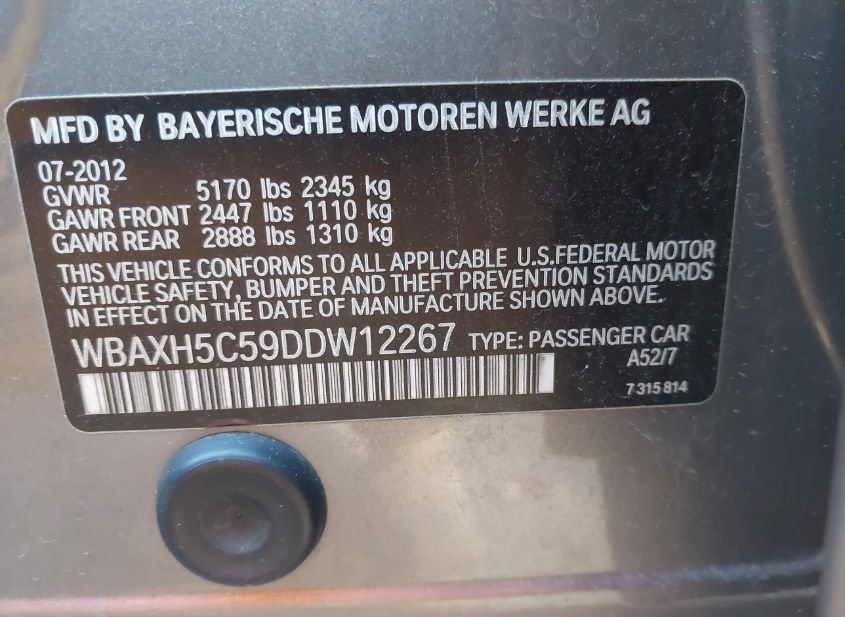 MFD BY BAYERISCHE MOTOREN WERKE AG
07-2012
GVWR 5170 lbs 2345 kg
GAWR FRONT 2447 lbs 1110 kg
GAWR REAR 2888 lbs 1310 kg
THIS VEHICLE CONFORMS TO ALL APPLICABLE U.S.FEDERAL MOTOR
VEHICLE SAFETY, BUMPER AND THEFT PREVENTION STANDARDS
IN EFFECT ON THE DATE OF MANUFACTURE SHOWN ABOVE.
WBAXH5C59DDW12267 TYPE: PASSENGER CAR
A52/7
7 315 814